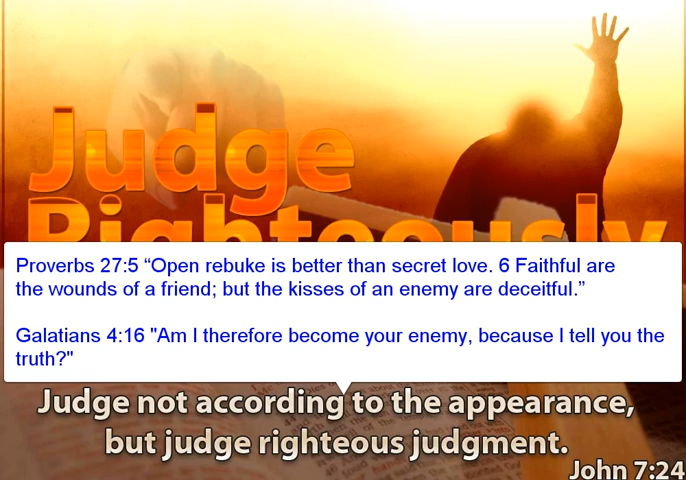 Judge
Righteously
Proverbs 27:5 “Open rebuke is better than secret love. 6 Faithful are
the wounds of a friend; but the kisses of an enemy are deceitful.”
Galatians 4:16 "Am I therefore become your enemy, because I tell you the
truth?"
Judge not according to the appearance,
but judge righteous judgment.
John 7:24